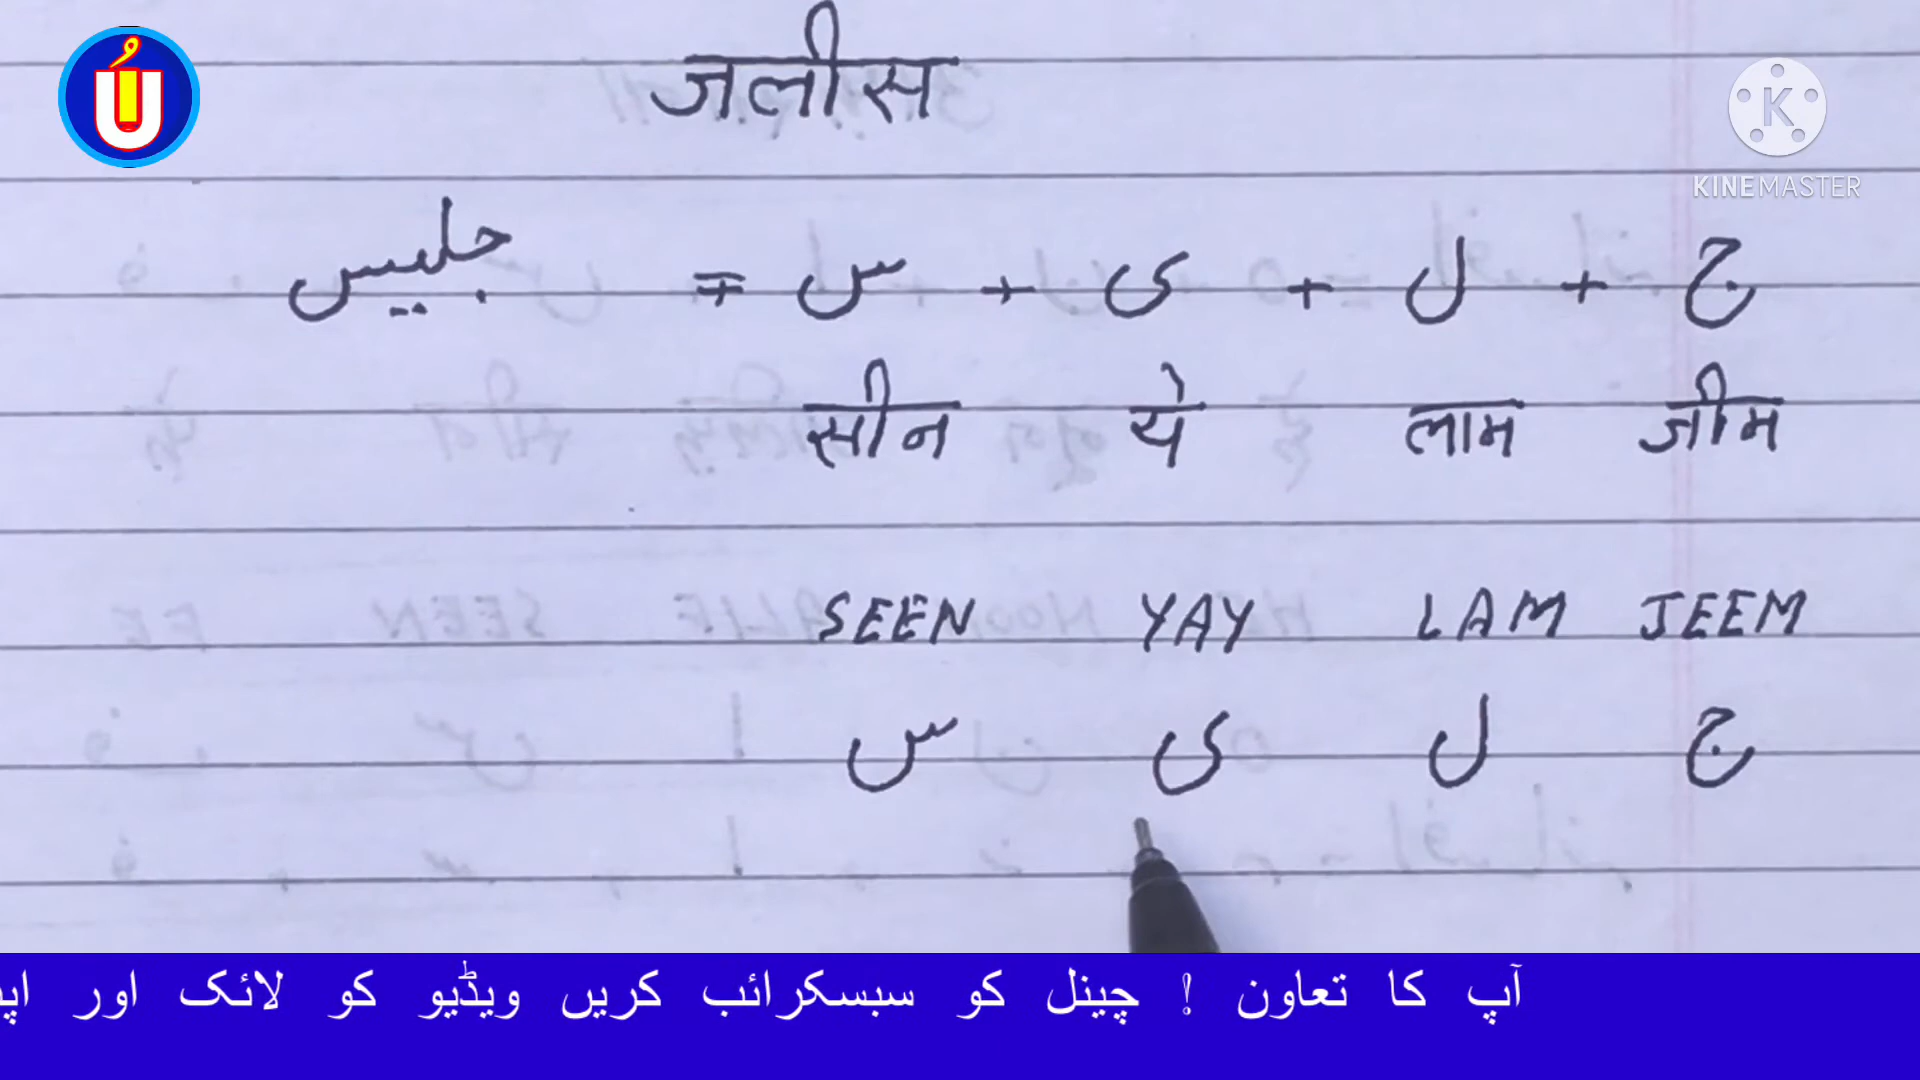 जलीस
KINEMASTER
ج + ل + ی + س = جلیس
जीम लाम ये सीन
JEEM LAM YAY SEEN
ج ل ی س
آپ کا تعاون ! چینل کو سبسکرائب کریں ویڈیو کو لائک اور